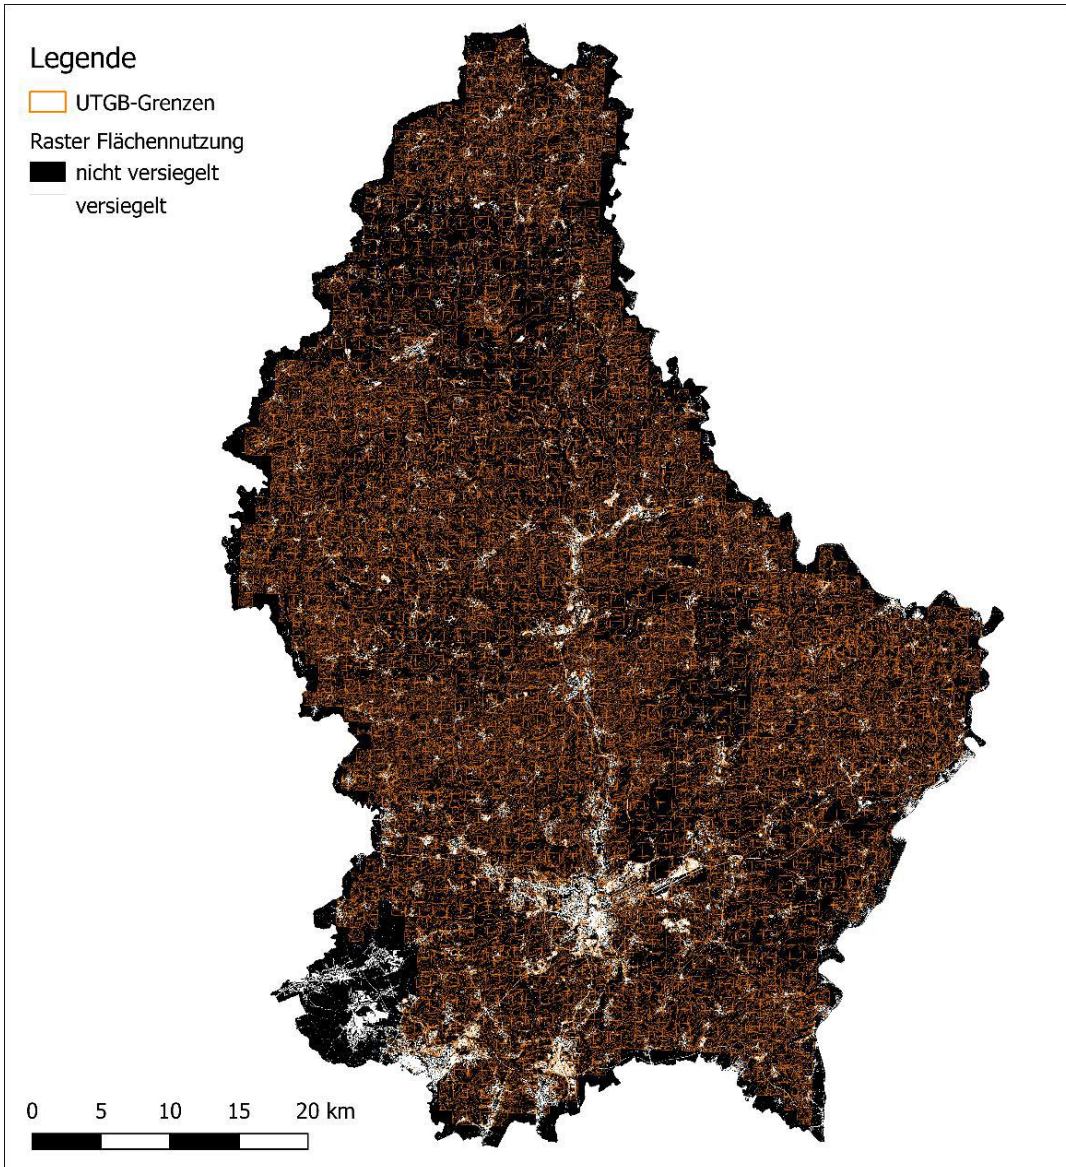 Legende
UTGB-Grenzen
Raster Flächennutzung
nicht versiegelt
versiegelt
0 5 10 15 20 km